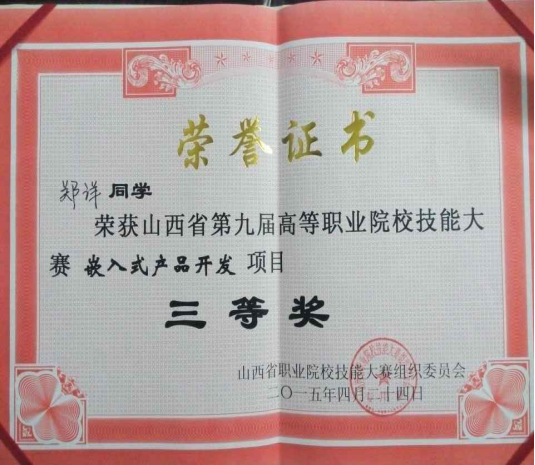 荣誉证书
郑洋 同学
荣获山西省第九届高等职业院校技能大
赛 嵌入式产品开发 项目
三等奖
山西省职业院校技能大赛组织委员会
二〇一五年四月二十四日